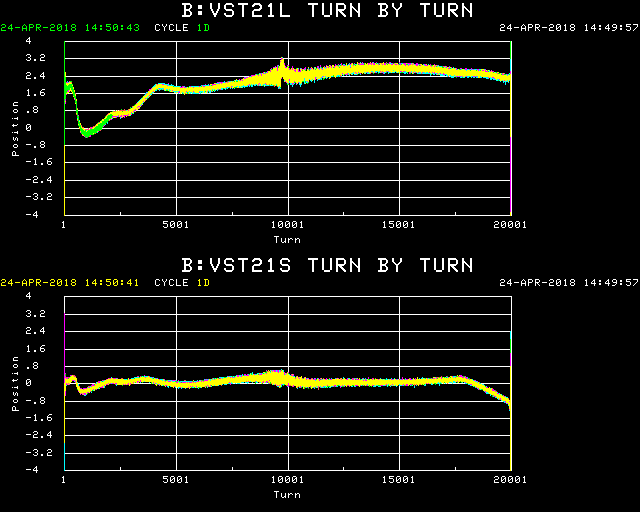 B:VST21L TURN BY TURN
24-APR-2018 14:50:43 CYCLE 1D 24-APR-2018 14:49:57
4
3.2
2.4
1.6
.8
0
-.8
-1.6
-2.4
-3.2
-4
Position
1 5001 10001 15001 20001
Turn
B:VST21S TURN BY TURN
24-APR-2018 14:50:41 CYCLE 1D 24-APR-2018 14:49:57
4
3.2
2.4
1.6
.8
0
-.8
-1.6
-2.4
-3.2
-4
Position
1 5001 10001 15001 20001
Turn